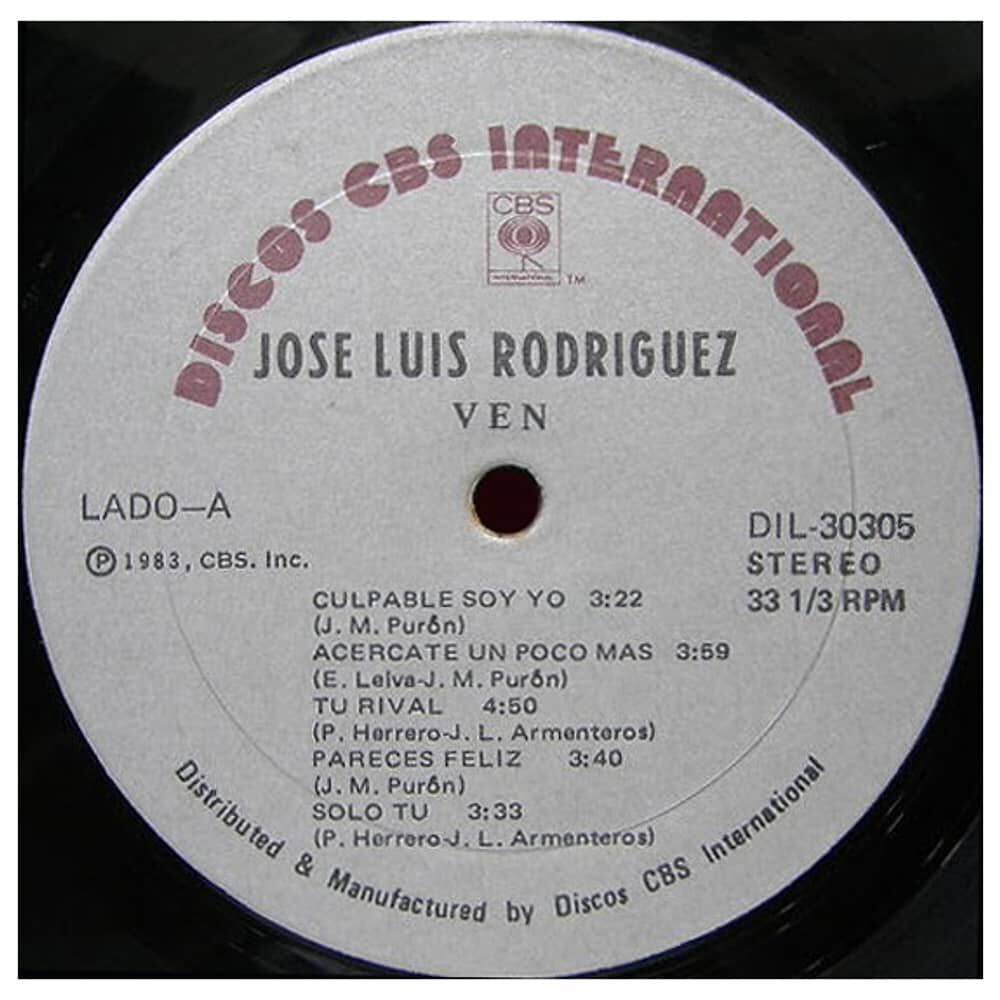 DISCOS CBS INTERNATIONAL
CBS
INTERNATIONAL
TM
JOSE LUIS RODRIGUEZ
VEN
LADO—A
Ⓟ 1983, CBS. Inc.
DIL-30305
STEREO
33 1/3 RPM
CULPABLE SOY YO 3:22
(J. M. Purón)
ACERCATE UN POCO MAS 3:59
(E. Leiva-J. M. Purón)
TU RIVAL 4:50
(P. Herrero-J. L. Armenteros)
PARECES FELIZ 3:40
(J. M. Purón)
SOLO TU 3:33
(P. Herrero-J. L. Armenteros)
Distributed & Manufactured by Discos CBS International